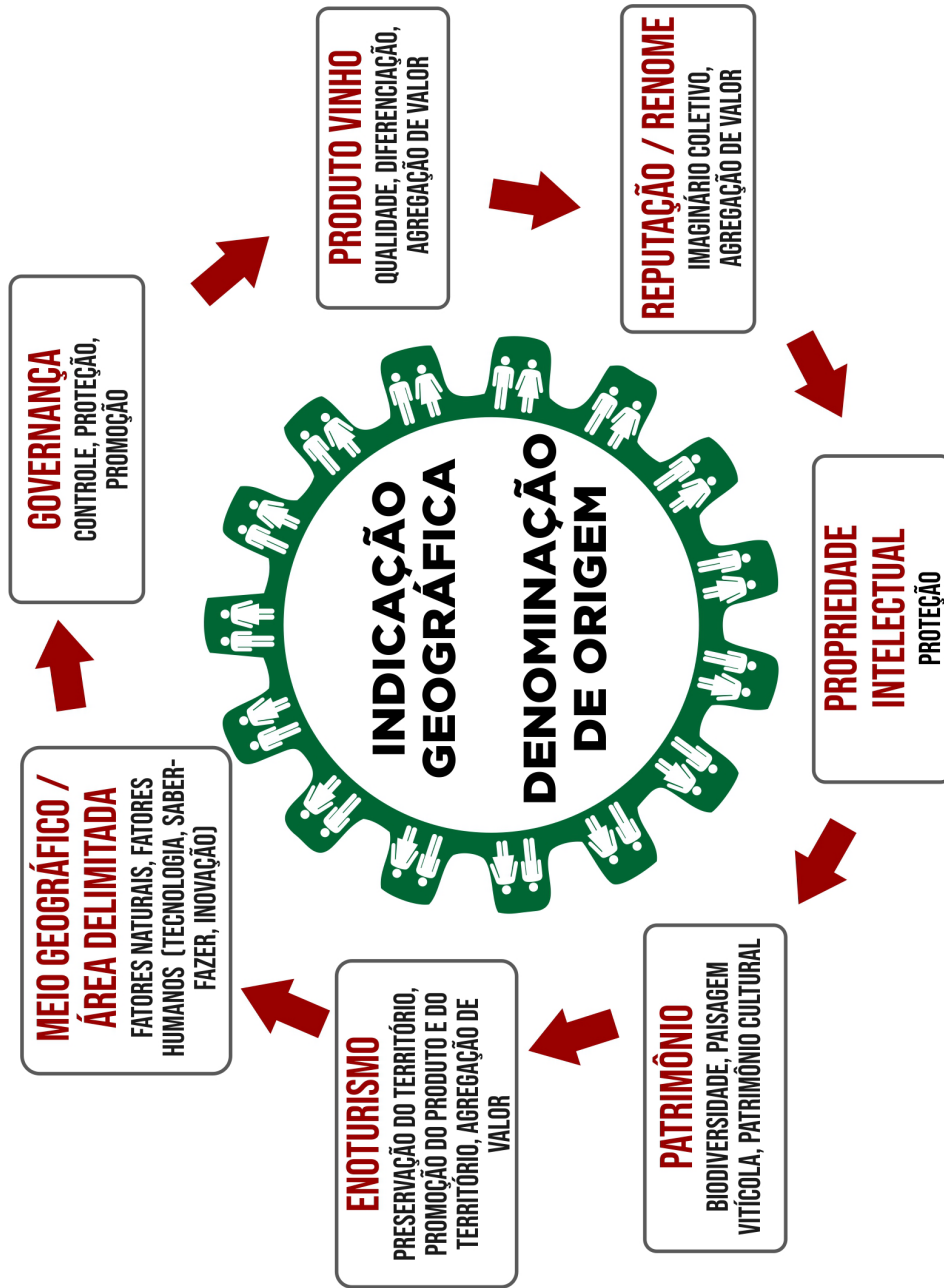 MEIO GEOGRÁFICO /
ÁREA DELIMITADA
FATORES NATURAIS, FATORES
HUMANOS (TECNOLOGIA, SABER-
FAZER, INOVAÇÃO)
GOVERNANÇA
CONTROLE, PROTEÇÃO,
PROMOÇÃO
PRODUTO VINHO
QUALIDADE, DIFERENCIAÇÃO,
AGREGAÇÃO DE VALOR
REPUTAÇÃO / RENOME
IMAGINÁRIO COLETIVO,
AGREGAÇÃO DE VALOR
PROPRIEDADE
INTELECTUAL
PROTEÇÃO
PATRIMÔNIO
BIODIVERSIDADE, PAISAGEM
VITÍCOLA, PATRIMÔNIO CULTURAL
ENOTURISMO
PRESERVAÇÃO DO TERRITÓRIO,
PROMOÇÃO DO PRODUTO E DO
TERRITÓRIO, AGREGAÇÃO DE
VALOR
INDICAÇÃO
GEOGRÁFICA
DENOMINAÇÃO
DE ORIGEM